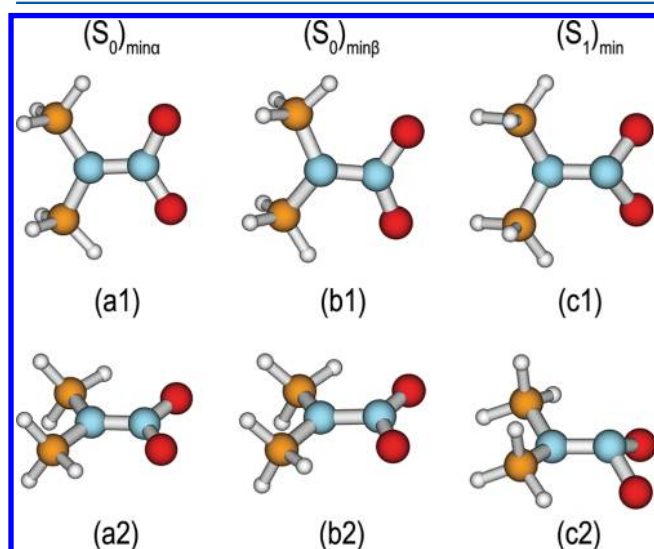 (S₀)minα (S₀)minβ (S₁)min
(a1) (b1) (c1)
(a2) (b2) (c2)